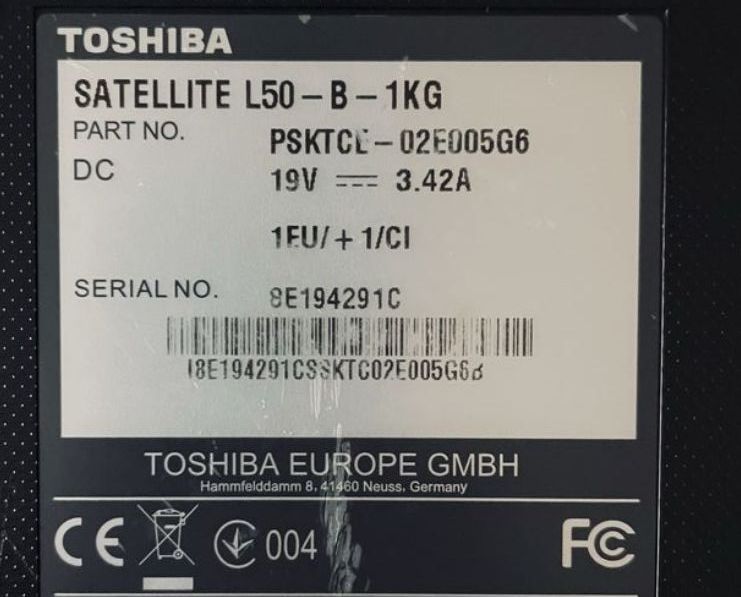 TOSHIBA
SATELLITE L50-B-1KG
PART NO. PSKTCE-02E005G6
DC 19V ⎓ 3.42A
1EU/+1/CI
SERIAL NO. 8E194291C
TOSHIBA EUROPE GMBH
Hammfelddamm 8, 41460 Neuss, Germany
CE 004 FC